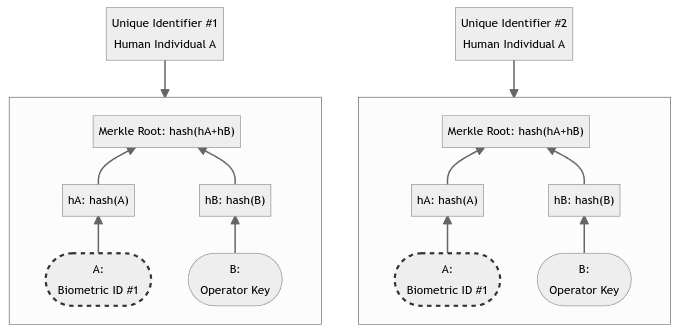 Unique Identifier #1
Human Individual A
Merkle Root: hash(hA+hB)
hA: hash(A)
hB: hash(B)
A:
Biometric ID #1
B:
Operator Key
Unique Identifier #2
Human Individual A
Merkle Root: hash(hA+hB)
hA: hash(A)
hB: hash(B)
A:
Biometric ID #1
B:
Operator Key